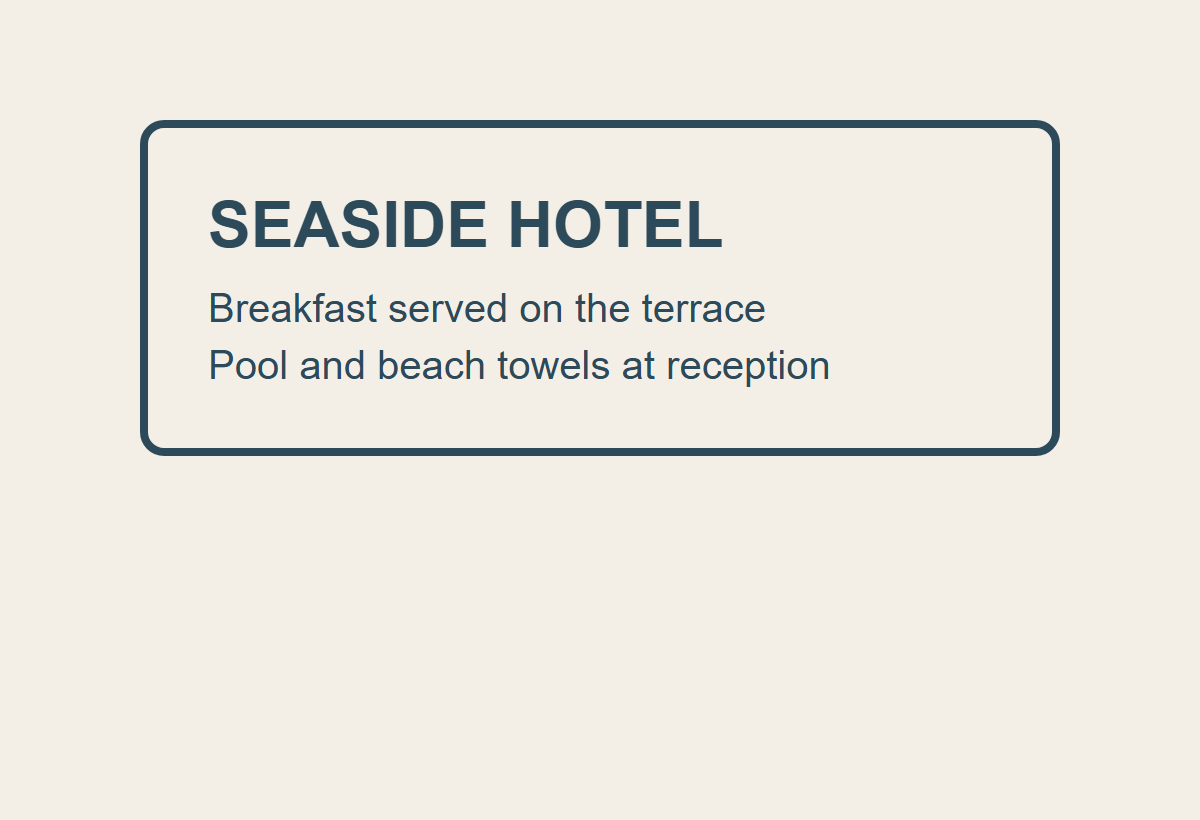 SEASIDE HOTEL
Breakfast served on the terrace
Pool and beach towels at reception